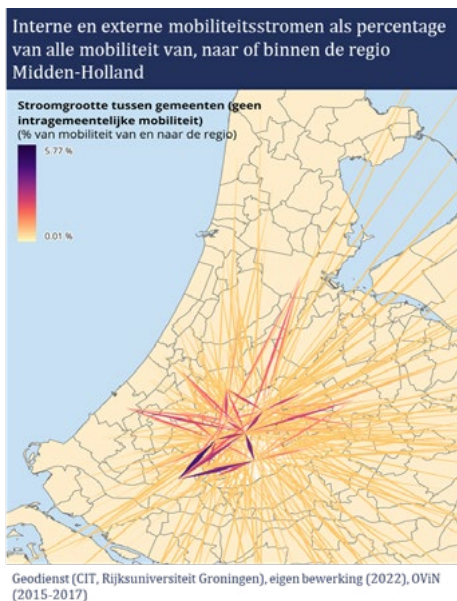 Interne en externe mobiliteitsstromen als percentage
van alle mobiliteit van, naar of binnen de regio
Midden-Holland
Stroomgrootte tussen gemeenten (geen
intragemeentelijke mobiliteit)
(% van mobiliteit van en naar de regio)
5.77 %
0.01 %
Geodienst (CIT, Rijksuniversiteit Groningen), eigen bewerking (2022), OViN
(2015-2017)